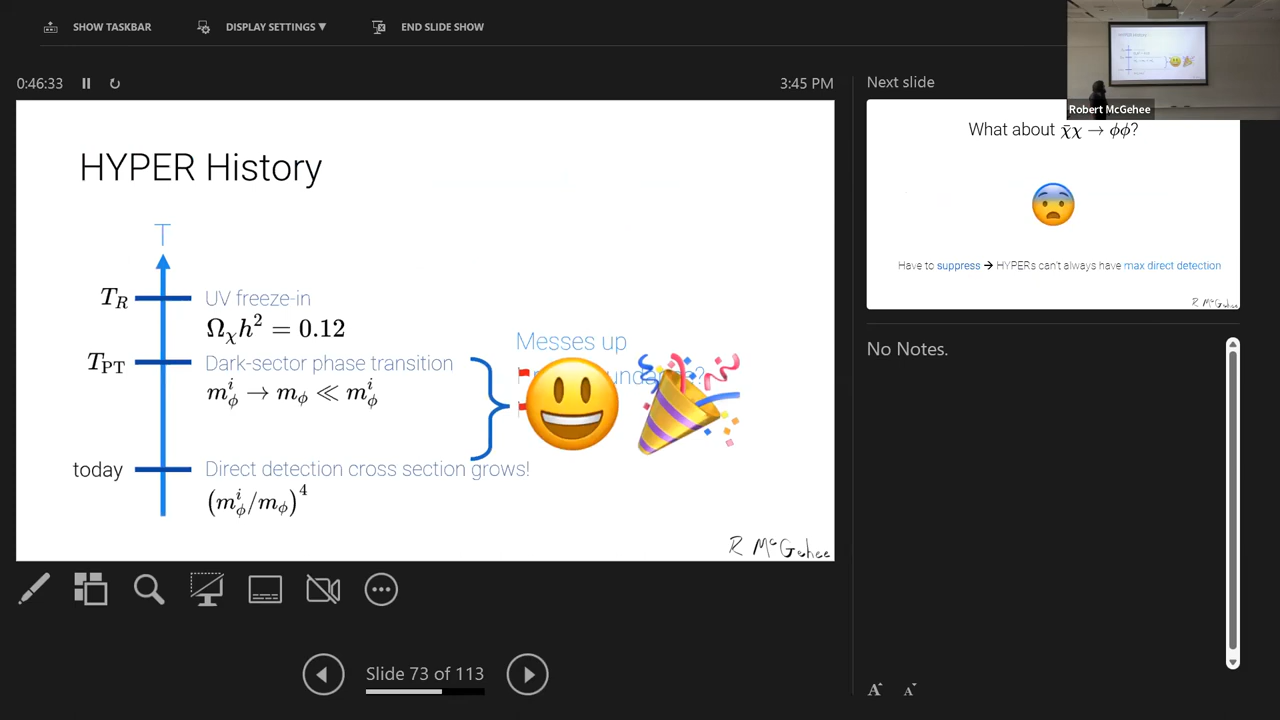 SHOW TASKBAR
DISPLAY SETTINGS ▼
END SLIDE SHOW
0:46:33
3:45 PM
HYPER History
T
T_R
UV freeze-in
Ω_χ h² = 0.12
T_PT
Dark-sector phase transition
m_ϕ^i → m_ϕ ≪ m_ϕ^i
today
Direct detection cross section grows!
(m_ϕ^i/m_ϕ)^4
Messes up
R McGehee
Slide 73 of 113
Next slide
Robert McGehee
What about χ̄χ → ϕϕ?
Have to suppress → HYPERs can't always have max direct detection
R McGehee
No Notes.
A A